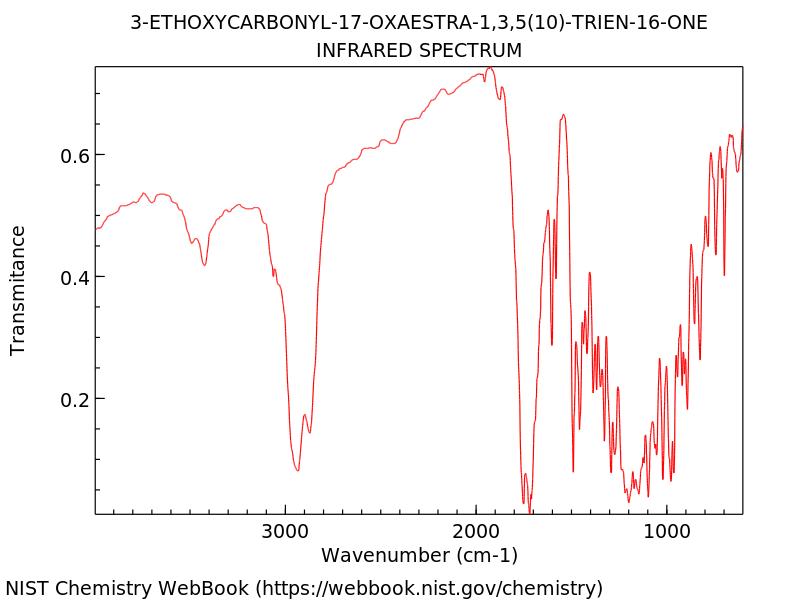 3-ETHOXYCARBONYL-17-OXAESTRA-1,3,5(10)-TRIEN-16-ONE
INFRARED SPECTRUM
0.6
0.4
0.2
Transmitance
3000 2000 1000
Wavenumber (cm-1)
NIST Chemistry WebBook (https://webbook.nist.gov/chemistry)